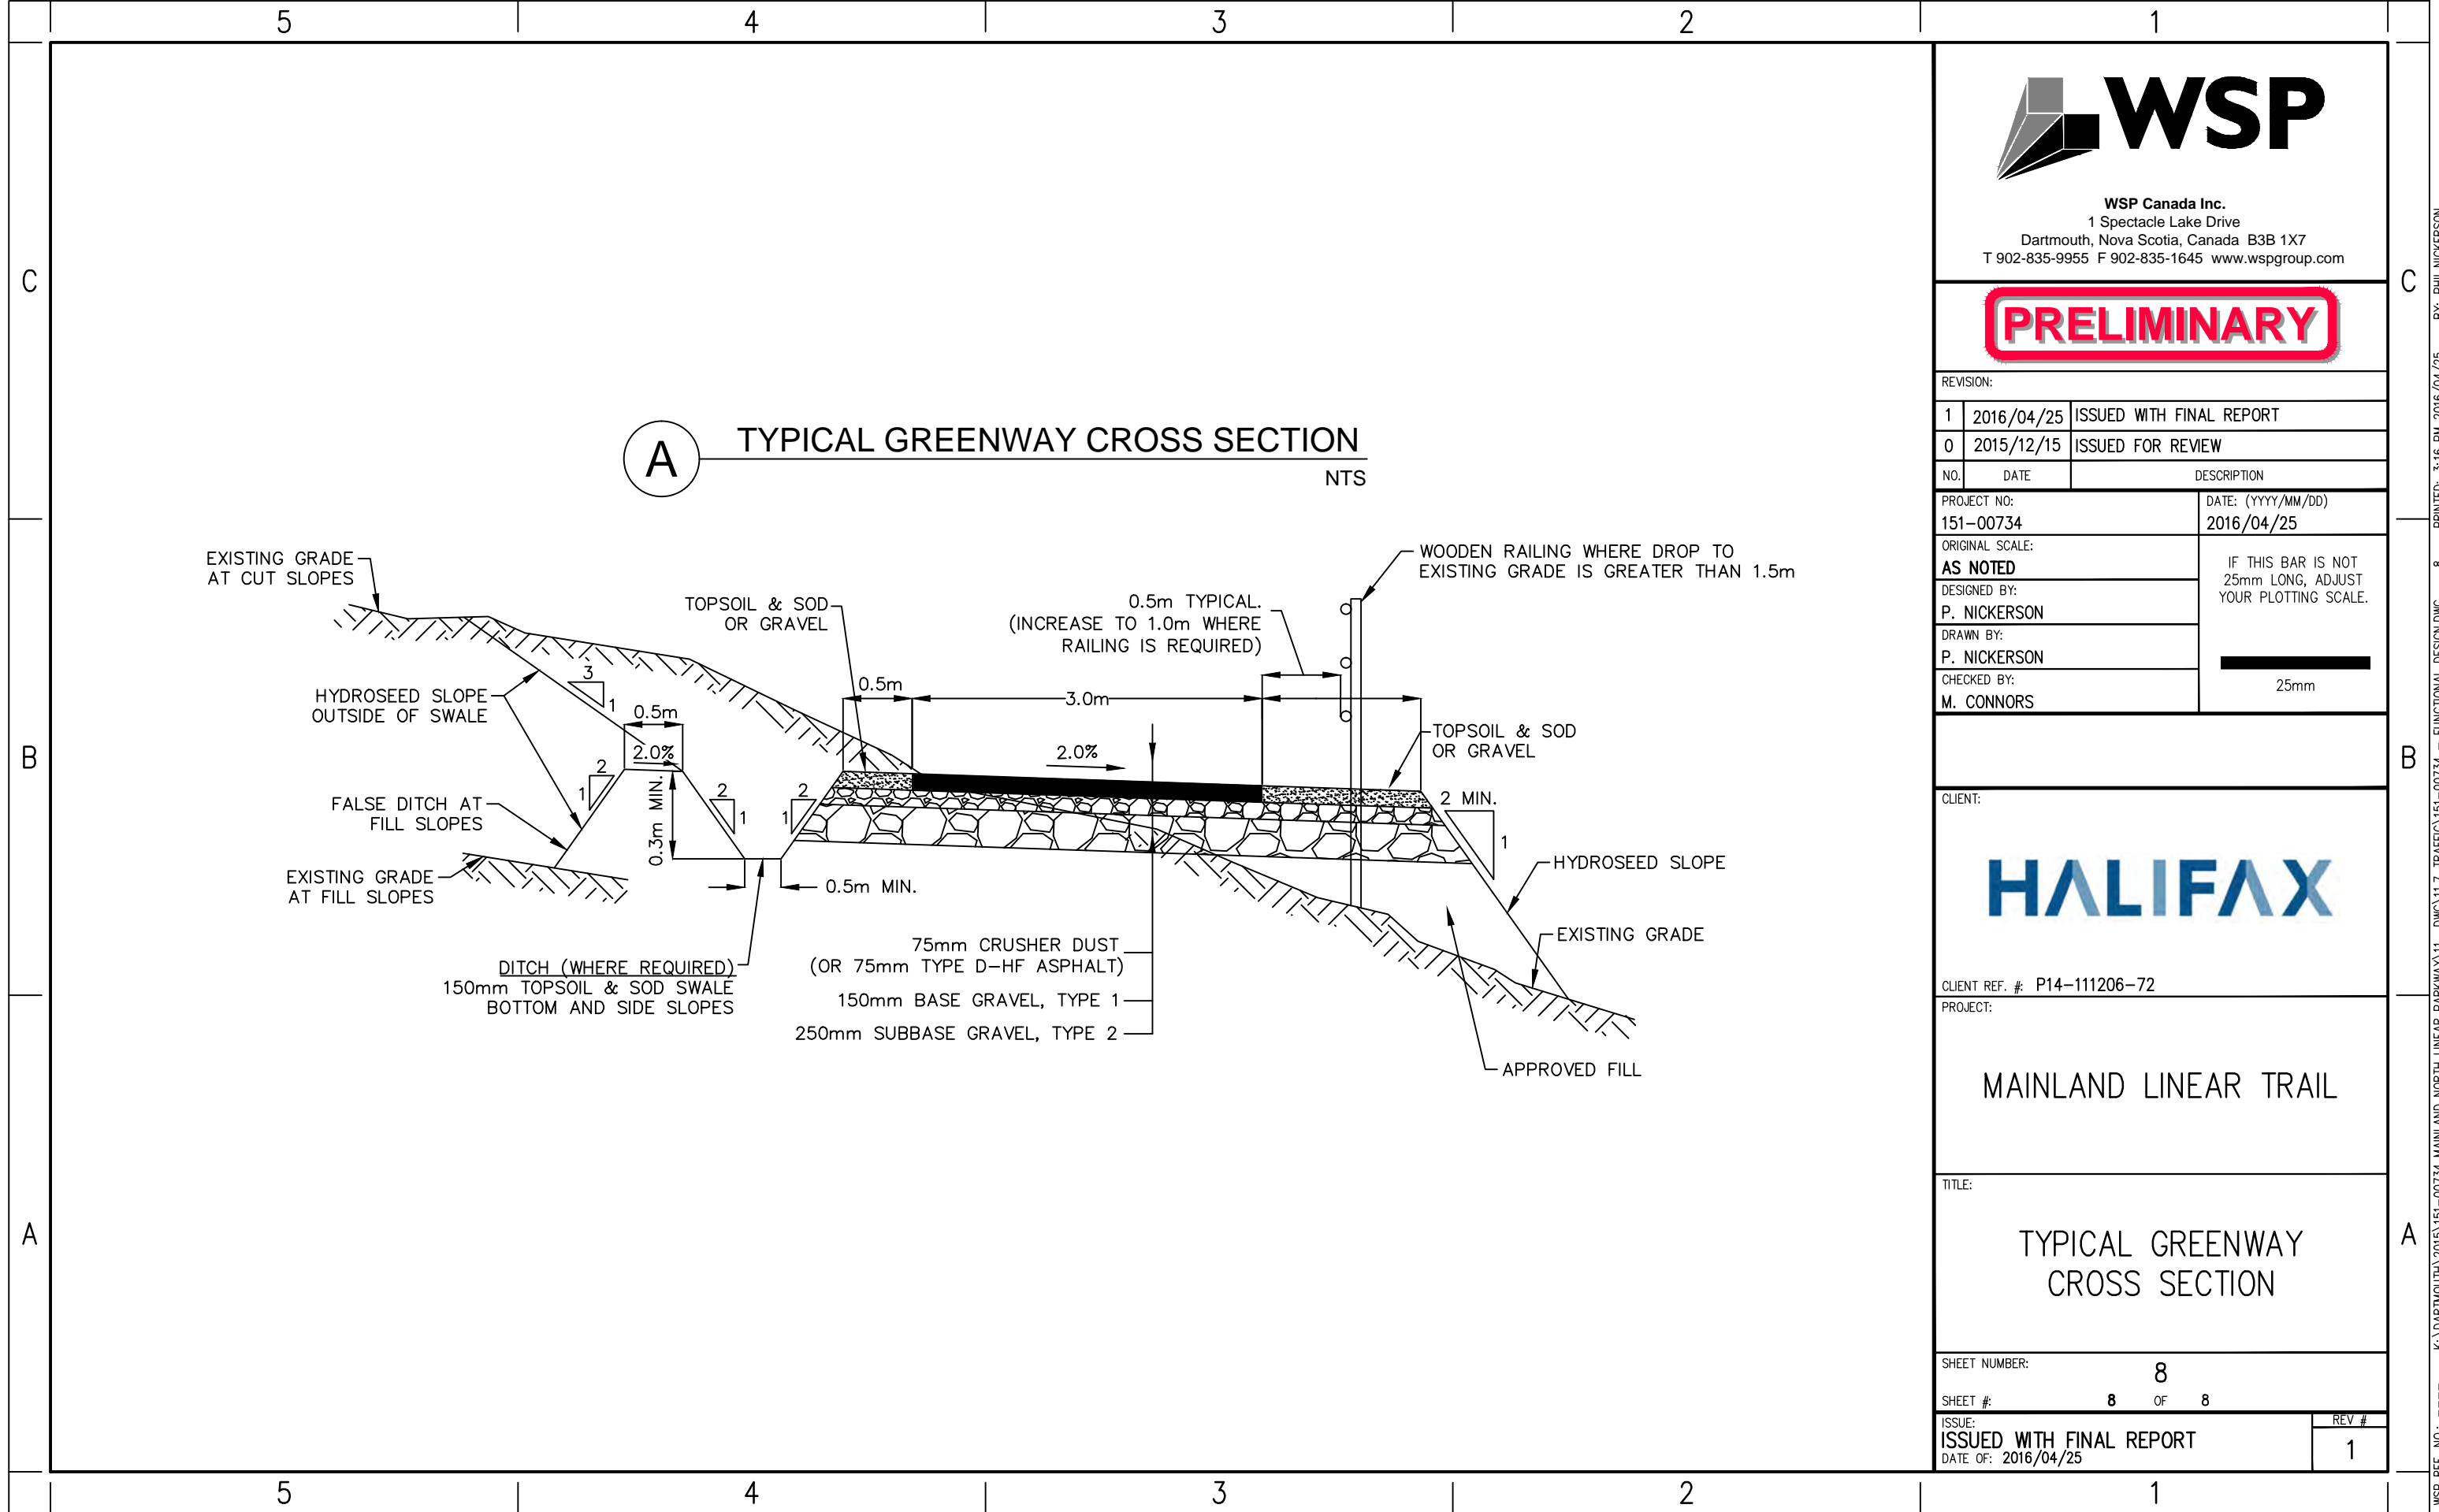 5 4 3 2 1
C
B
A
A TYPICAL GREENWAY CROSS SECTION
NTS
EXISTING GRADE
AT CUT SLOPES
TOPSOIL & SOD
OR GRAVEL
0.5m TYPICAL.
(INCREASE TO 1.0m WHERE
RAILING IS REQUIRED)
WOODEN RAILING WHERE DROP TO
EXISTING GRADE IS GREATER THAN 1.5m
HYDROSEED SLOPE
OUTSIDE OF SWALE
3
1
0.5m
2.0%
0.5m
3.0m
2.0%
TOPSOIL & SOD
OR GRAVEL
2
1
FALSE DITCH AT
FILL SLOPES
0.3m MIN.
2
1
2
1
2 MIN.
1
EXISTING GRADE
AT FILL SLOPES
0.5m MIN.
HYDROSEED SLOPE
EXISTING GRADE
DITCH (WHERE REQUIRED)
150mm TOPSOIL & SOD SWALE
BOTTOM AND SIDE SLOPES
75mm CRUSHER DUST
(OR 75mm TYPE D-HF ASPHALT)
150mm BASE GRAVEL, TYPE 1
250mm SUBBASE GRAVEL, TYPE 2
APPROVED FILL
WSP
WSP Canada Inc.
1 Spectacle Lake Drive
Dartmouth, Nova Scotia, Canada B3B 1X7
T 902-835-9955 F 902-835-1645 www.wspgroup.com
PRELIMINARY
REVISION:
1 2016/04/25 ISSUED WITH FINAL REPORT
0 2015/12/15 ISSUED FOR REVIEW
NO. DATE DESCRIPTION
PROJECT NO:
151-00734
DATE: (YYYY/MM/DD)
2016/04/25
ORIGINAL SCALE:
AS NOTED
IF THIS BAR IS NOT
25mm LONG, ADJUST
YOUR PLOTTING SCALE.
25mm
DESIGNED BY:
P. NICKERSON
DRAWN BY:
P. NICKERSON
CHECKED BY:
M. CONNORS
CLIENT:
HALIFAX
CLIENT REF. #: P14-111206-72
PROJECT:
MAINLAND LINEAR TRAIL
TITLE:
TYPICAL GREENWAY
CROSS SECTION
SHEET NUMBER:
8
SHEET #: 8 OF 8
ISSUE:
ISSUED WITH FINAL REPORT
DATE OF: 2016/04/25
REV #
1
C
B
A
5 4 3 2 1